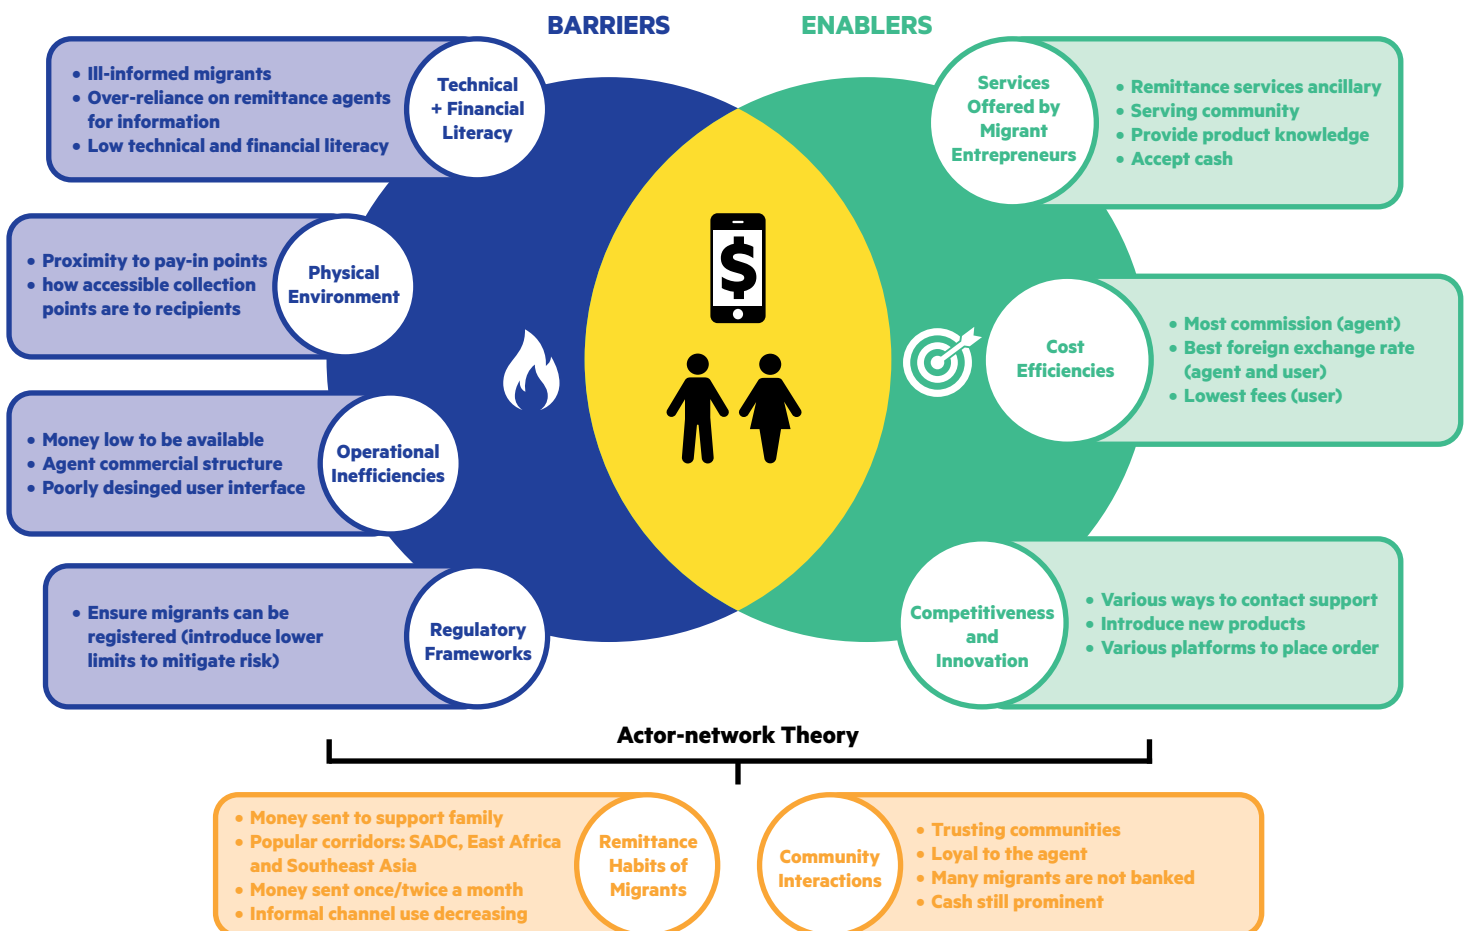 BARRIERS
ENABLERS
• Ill-informed migrants
• Over-reliance on remittance agents
for information
• Low technical and financial literacy
Technical
+ Financial
Literacy
• Proximity to pay-in points
• how accessible collection
points are to recipients
Physical
Environment
• Money low to be available
• Agent commercial structure
• Poorly desinged user interface
Operational
Inefficiencies
• Ensure migrants can be
registered (introduce lower
limits to mitigate risk)
Regulatory
Frameworks
$
Services
Offered by
Migrant
Entrepreneurs
• Remittance services ancillary
• Serving community
• Provide product knowledge
• Accept cash
Cost
Efficiencies
• Most commission (agent)
• Best foreign exchange rate
(agent and user)
• Lowest fees (user)
Competitiveness
and
Innovation
• Various ways to contact support
• Introduce new products
• Various platforms to place order
Actor-network Theory
• Money sent to support family
• Popular corridors: SADC, East Africa
and Southeast Asia
• Money sent once/twice a month
• Informal channel use decreasing
Remittance
Habits of
Migrants
Community
Interactions
• Trusting communities
• Loyal to the agent
• Many migrants are not banked
• Cash still prominent